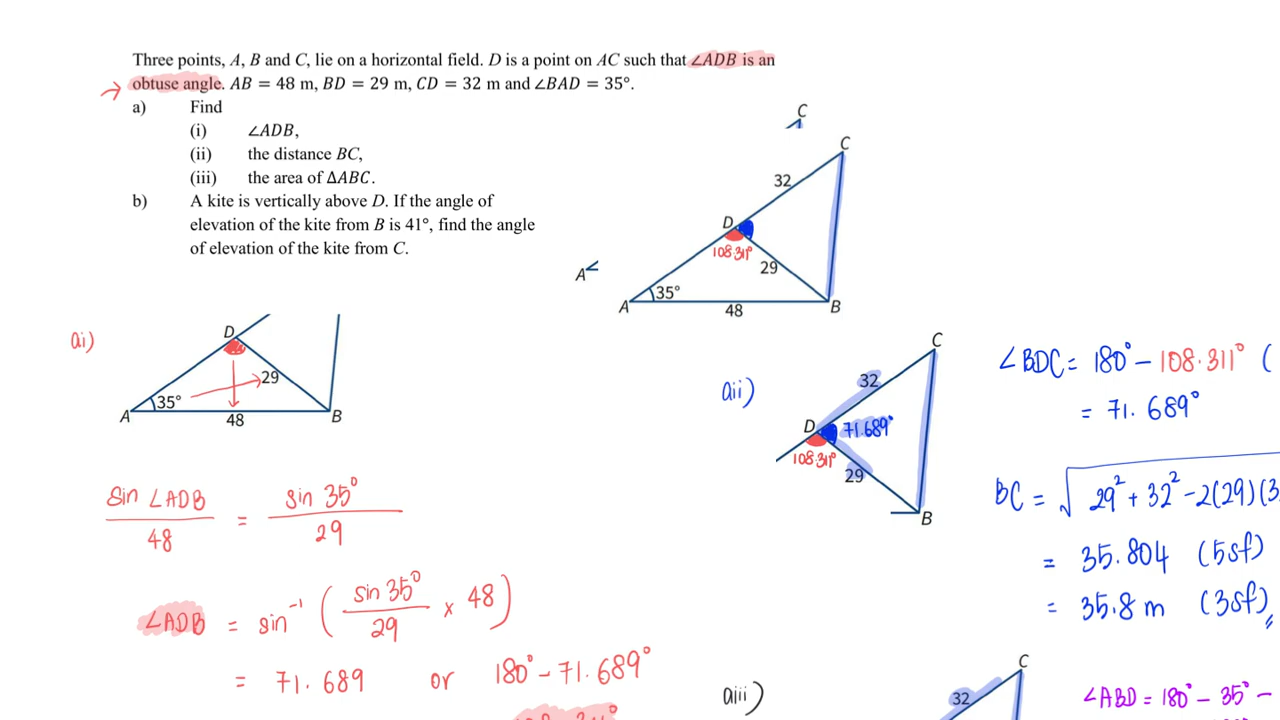 Three points, A, B and C, lie on a horizontal field. D is a point on AC such that ∠ADB is an
obtuse angle. AB = 48 m, BD = 29 m, CD = 32 m and ∠BAD = 35°.
a) Find
(i) ∠ADB,
(ii) the distance BC,
(iii) the area of ΔABC.
b) A kite is vertically above D. If the angle of
elevation of the kite from B is 41°, find the angle
of elevation of the kite from C.
C
C
32
D
108.311°
29
A
A
35°
48
B
ai)
D
29
35°
A
48
B
sin ∠ADB / 48 = sin 35° / 29
∠ADB = sin⁻¹ ( sin 35° / 29 × 48 )
= 71.689 or 180° - 71.689°
aii)
C
32
D
71.689°
108.311°
29
B
∠BDC = 180° - 108.311° (
= 71.689°
BC = √ 29² + 32² - 2(29)(3
= 35.804 (5sf)
= 35.8 m (3sf)
aiii)
C
32
∠ABD = 180° - 35° -